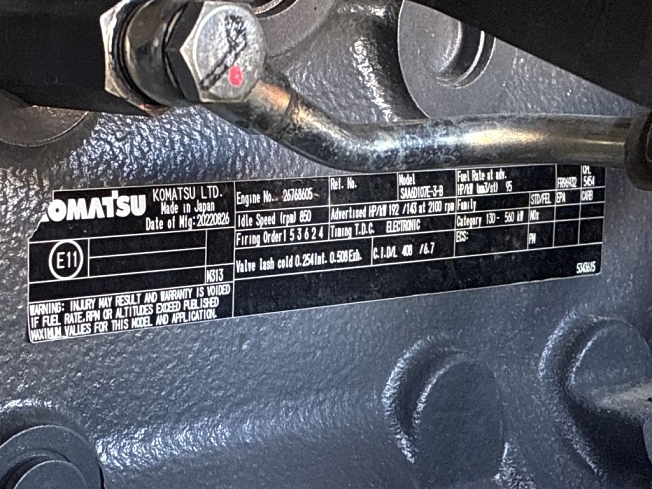 KOMATSU KOMATSU LTD.
Made in Japan
Date of Mfg: 20220826
E11
N313
WARNING: INJURY MAY RESULT AND WARRANTY IS VOIDED
IF FUEL RATE.RPM OR ALTITUDES EXCEED PUBLISHED
MAXIMUM VALUES FOR THIS MODEL AND APPLICATION.
Engine No. 26768605
Ref. No.
Model
SAA6D107E-3-B
Fuel Rate at adv.
HP/kW (mm3/st) 95
CPL
5454
Idle Speed (rpm) 850
Advertised HP/kW 192 /143 at 2100 rpm
Family
STD/FEL EPA CARB
Firing Order 1 5 3 6 2 4
Timing T.D.C. ELECTRONIC
Category 130 - 560 kW
NOx:
Valve lash cold 0.254Int. 0.508Exh.
C.I.D/L 408 /6.7
ECS:
PM
5343615